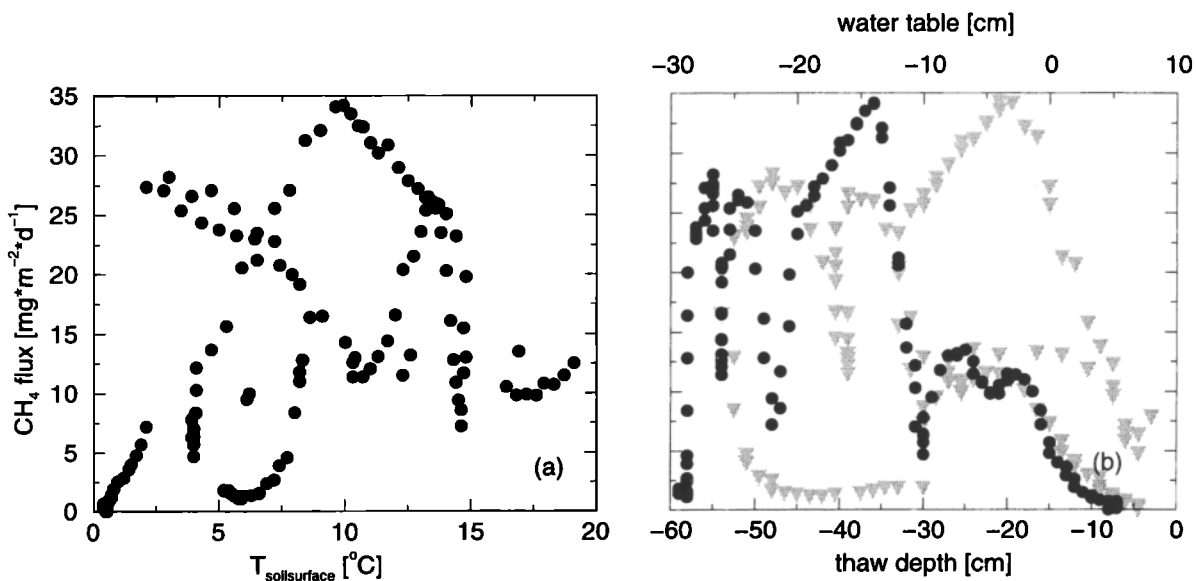 water table [cm]
−28 −20 −10 0 10
35
30
25
20
15
10
5
0
CH4 flux [mg*m−2*d−1]
(a)
(b)
0 5 10 15 20
−60 −50 −40 −30 −20 −10 0
Tsoilsurface [°C]
thaw depth [cm]